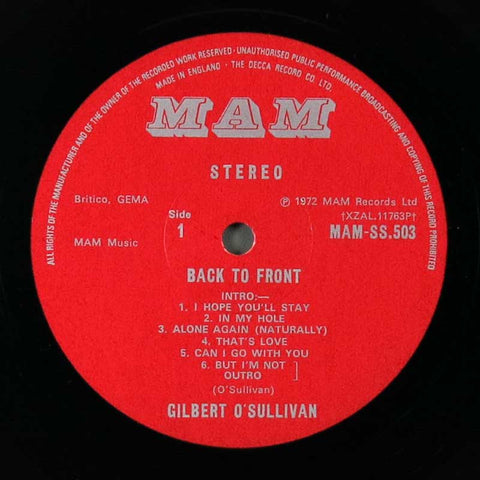 ALL RIGHTS OF THE MANUFACTURER AND OF THE OWNER OF THE RECORDED WORK RESERVED · UNAUTHORISED PUBLIC PERFORMANCE BROADCASTING AND COPYING OF THIS RECORD PROHIBITED
MADE IN ENGLAND · THE DECCA RECORD CO. LTD.
MAM
STEREO
Britico, GEMA
℗ 1972 MAM Records Ltd
Side
1
†XZAL.11763P†
MAM Music
MAM-SS.503
BACK TO FRONT
INTRO:—
1. I HOPE YOU'LL STAY
2. IN MY HOLE
3. ALONE AGAIN (NATURALLY)
4. THAT'S LOVE
5. CAN I GO WITH YOU
6. BUT I'M NOT ]
OUTRO
(O'Sullivan)
GILBERT O'SULLIVAN